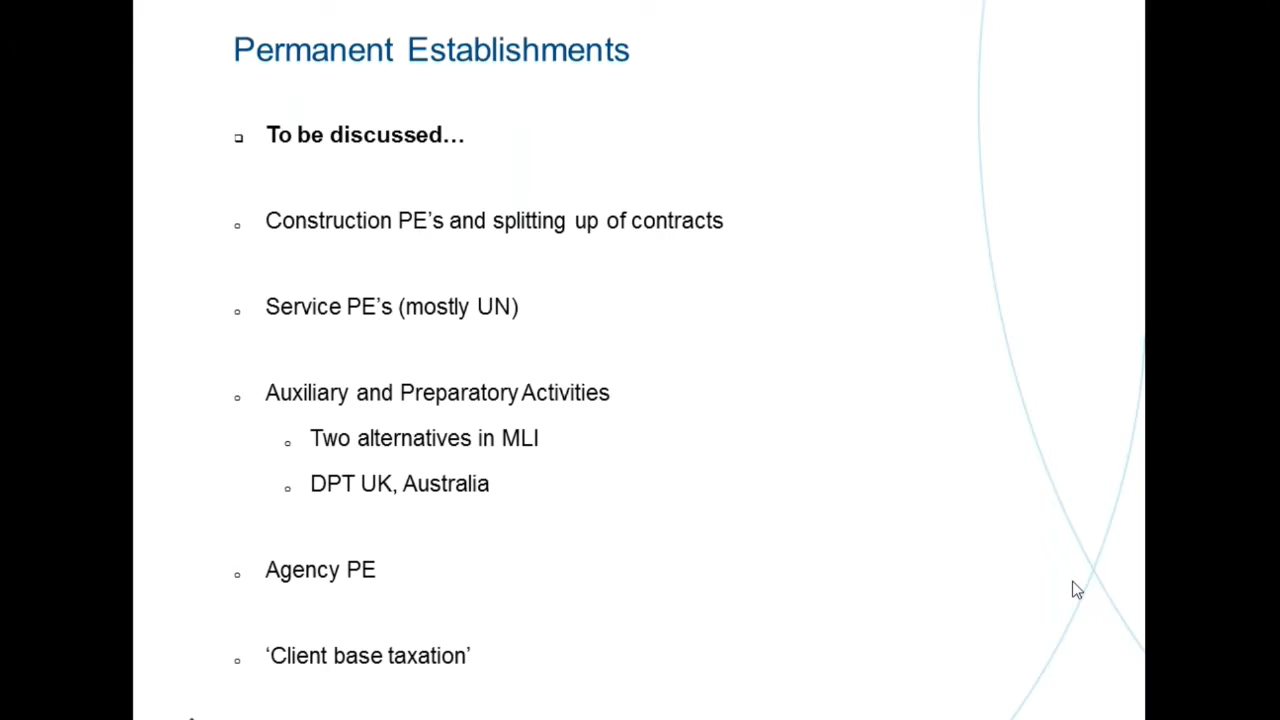 Permanent Establishments
To be discussed…
Construction PE’s and splitting up of contracts
Service PE’s (mostly UN)
Auxiliary and Preparatory Activities
Two alternatives in MLI
DPT UK, Australia
Agency PE
‘Client base taxation’